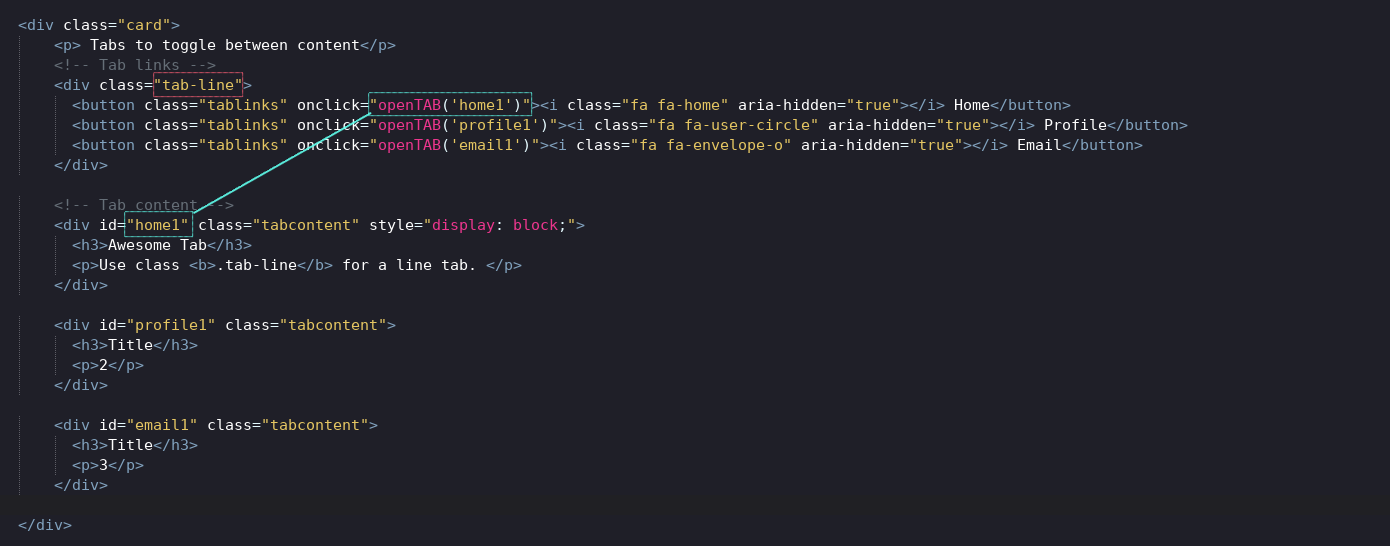 <div class="card">
    <p> Tabs to toggle between content</p>
    <!-- Tab links -->
    <div class="tab-line">
      <button class="tablinks" onclick="openTAB('home1')"><i class="fa fa-home" aria-hidden="true"></i> Home</button>
      <button class="tablinks" onclick="openTAB('profile1')"><i class="fa fa-user-circle" aria-hidden="true"></i> Profile</button>
      <button class="tablinks" onclick="openTAB('email1')"><i class="fa fa-envelope-o" aria-hidden="true"></i> Email</button>
    </div>

    <!-- Tab content -->
    <div id="home1" class="tabcontent" style="display: block;">
      <h3>Awesome Tab</h3>
      <p>Use class <b>.tab-line</b> for a line tab. </p>
    </div>

    <div id="profile1" class="tabcontent">
      <h3>Title</h3>
      <p>2</p>
    </div>

    <div id="email1" class="tabcontent">
      <h3>Title</h3>
      <p>3</p>
    </div>

</div>